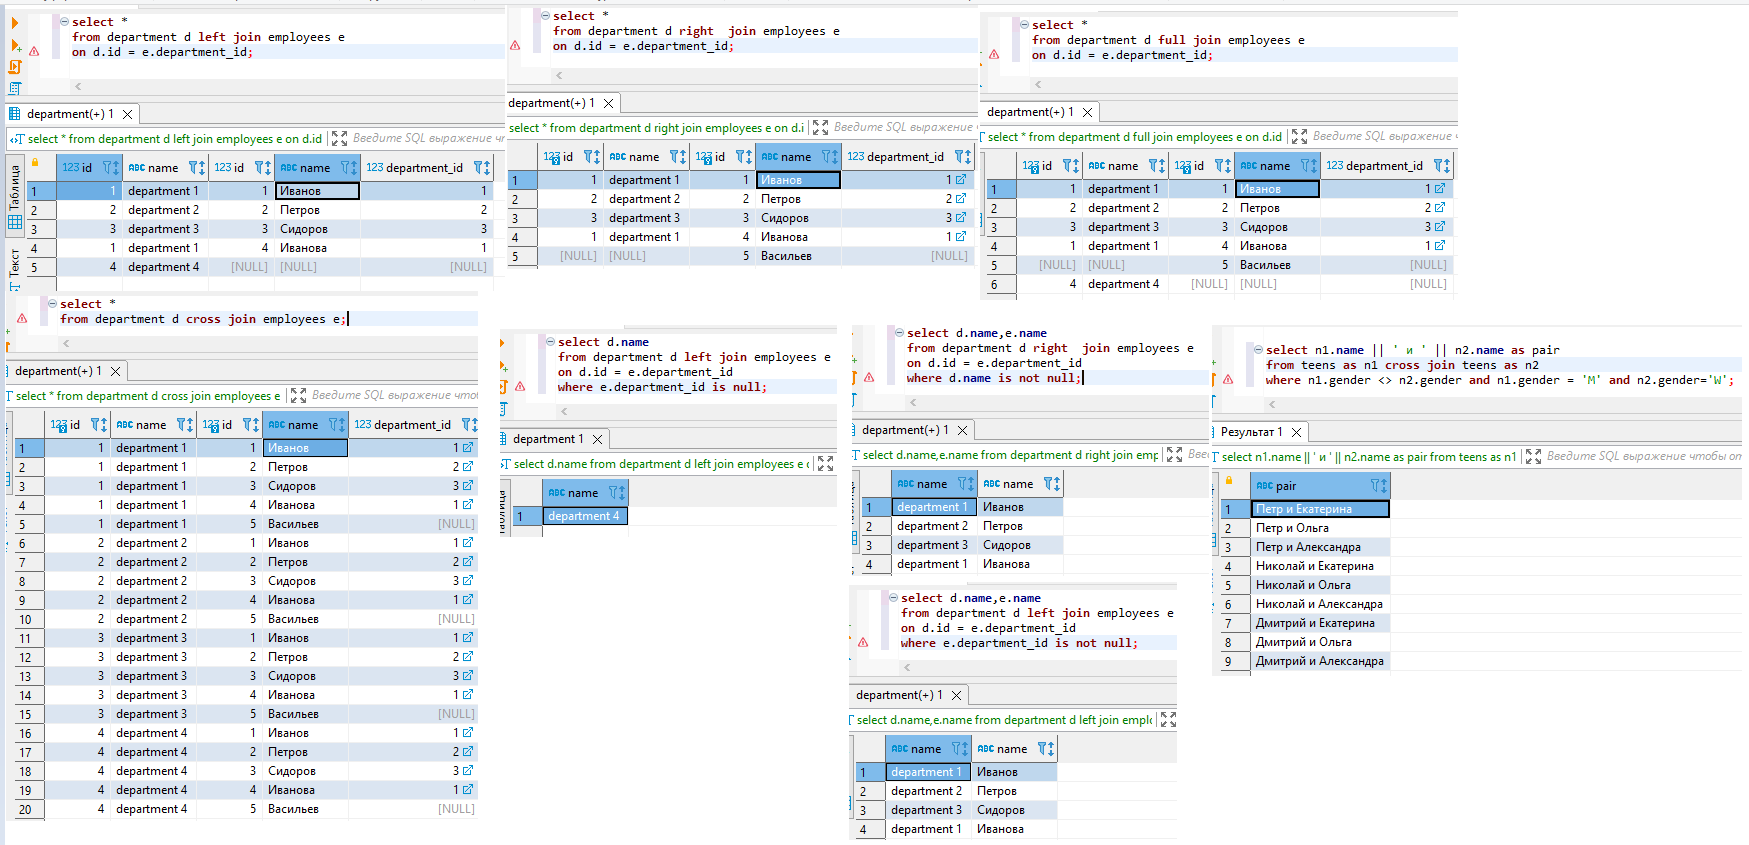 select *
from department d left join employees e
on d.id = e.department_id;
department(+) 1
select * from department d left join employees e on d.id
Введите SQL выражение чт
Таблица
Текст
123 id
ABC name
123 id
ABC name
123 department_id
1 1 department 1 1 Иванов 1
2 2 department 2 2 Петров 2
3 3 department 3 3 Сидоров 3
4 1 department 1 4 Иванова 1
5 4 department 4 [NULL] [NULL] [NULL]
select *
from department d right join employees e
on d.id = e.department_id;
department(+) 1
select * from department d right join employees e on d.i
Введите SQL выражение
123 id
ABC name
123 id
ABC name
123 department_id
1 1 department 1 1 Иванов 1
2 2 department 2 2 Петров 2
3 3 department 3 3 Сидоров 3
4 1 department 1 4 Иванова 1
5 [NULL] [NULL] 5 Васильев [NULL]
select *
from department d full join employees e
on d.id = e.department_id;
department(+) 1
select * from department d full join employees e on d.id
Введите SQL выражение
123 id
ABC name
123 id
ABC name
123 department_id
1 1 department 1 1 Иванов 1
2 2 department 2 2 Петров 2
3 3 department 3 3 Сидоров 3
4 1 department 1 4 Иванова 1
5 [NULL] [NULL] 5 Васильев [NULL]
6 4 department 4 [NULL] [NULL] [NULL]
select *
from department d cross join employees e;
department(+) 1
select * from department d cross join employees e
Введите SQL выражение что
123 id
ABC name
123 id
ABC name
123 department_id
1 1 department 1 1 Иванов 1
2 1 department 1 2 Петров 2
3 1 department 1 3 Сидоров 3
4 1 department 1 4 Иванова 1
5 1 department 1 5 Васильев [NULL]
6 2 department 2 1 Иванов 1
7 2 department 2 2 Петров 2
8 2 department 2 3 Сидоров 3
9 2 department 2 4 Иванова 1
10 2 department 2 5 Васильев [NULL]
11 3 department 3 1 Иванов 1
12 3 department 3 2 Петров 2
13 3 department 3 3 Сидоров 3
14 3 department 3 4 Иванова 1
15 3 department 3 5 Васильев [NULL]
16 4 department 4 1 Иванов 1
17 4 department 4 2 Петров 2
18 4 department 4 3 Сидоров 3
19 4 department 4 4 Иванова 1
20 4 department 4 5 Васильев [NULL]
select d.name
from department d left join employees e
on d.id = e.department_id
where e.department_id is null;
department 1
select d.name from department d left join employees e
ABC name
1 department 4
select d.name,e.name
from department d right join employees e
on d.id = e.department_id
where d.name is not null;
department(+) 1
select d.name,e.name from department d right join emp
ABC name
ABC name
1 department 1 Иванов
2 department 2 Петров
3 department 3 Сидоров
4 department 1 Иванова
select d.name,e.name
from department d left join employees e
on d.id = e.department_id
where e.department_id is not null;
department(+) 1
select d.name,e.name from department d left join empl
ABC name
ABC name
1 department 1 Иванов
2 department 2 Петров
3 department 3 Сидоров
4 department 1 Иванова
select n1.name || ' и ' || n2.name as pair
from teens as n1 cross join teens as n2
where n1.gender <> n2.gender and n1.gender = 'M' and n2.gender='W';
Результат 1
select n1.name || ' и ' || n2.name as pair from teens as n1
Введите SQL выражение чтобы от
ABC pair
1 Петр и Екатерина
2 Петр и Ольга
3 Петр и Александра
4 Николай и Екатерина
5 Николай и Ольга
6 Николай и Александра
7 Дмитрий и Екатерина
8 Дмитрий и Ольга
9 Дмитрий и Александра